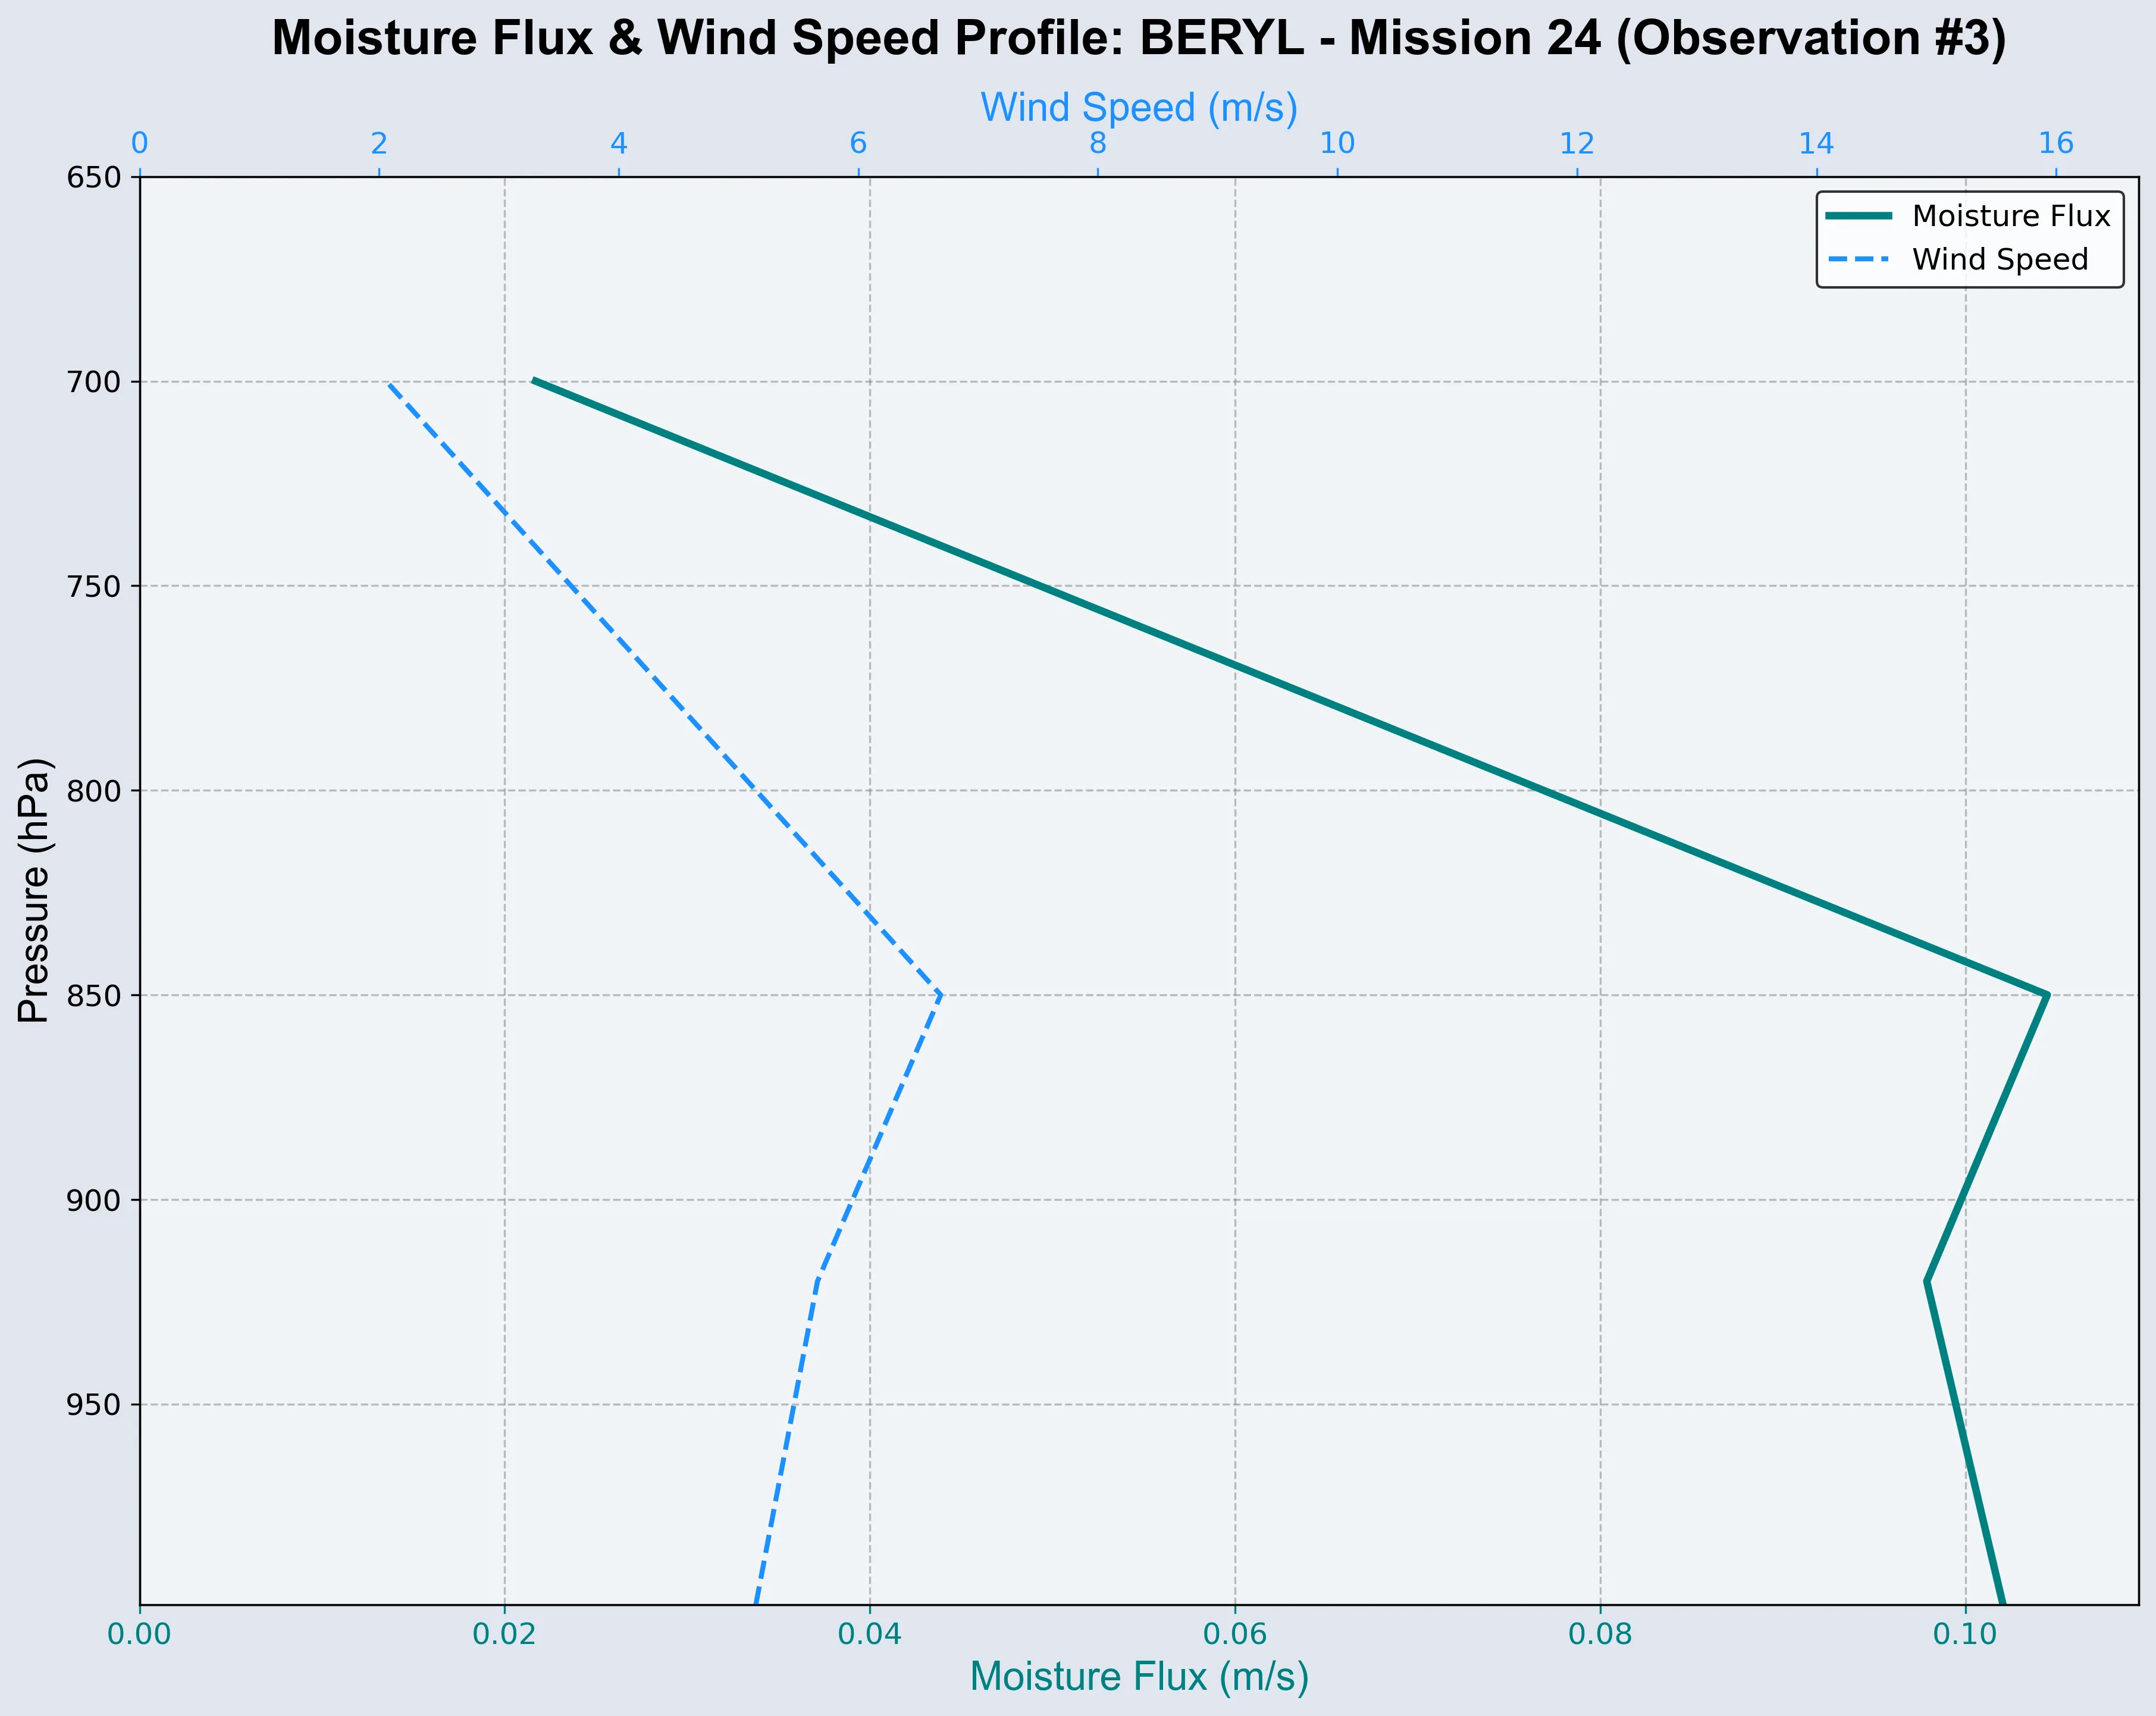 Moisture Flux & Wind Speed Profile: BERYL - Mission 24 (Observation #3)
Wind Speed (m/s)
0 2 4 6 8 10 12 14 16
Moisture Flux
Wind Speed
Pressure (hPa)
650
700
750
800
850
900
950
0.00 0.02 0.04 0.06 0.08 0.10
Moisture Flux (m/s)